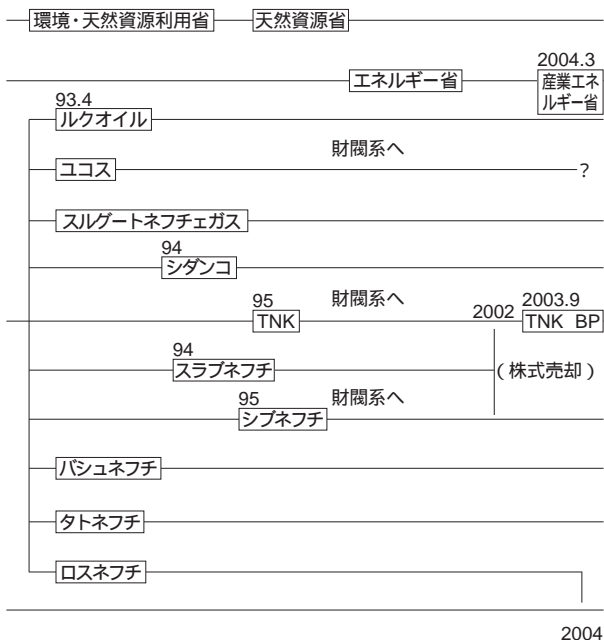 環境・天然資源利用省 天然資源省
2004.3
エネルギー省 産業エネ
ルギー省
93.4
ルクオイル
財閥系へ
ユコス ?
スルグートネフチェガス
94
シダンコ
95 財閥系へ 2002 2003.9
TNK TNK BP
94
スラブネフチ (株式売却)
95 財閥系へ
シブネフチ
バシュネフチ
タトネフチ
ロスネフチ
2004